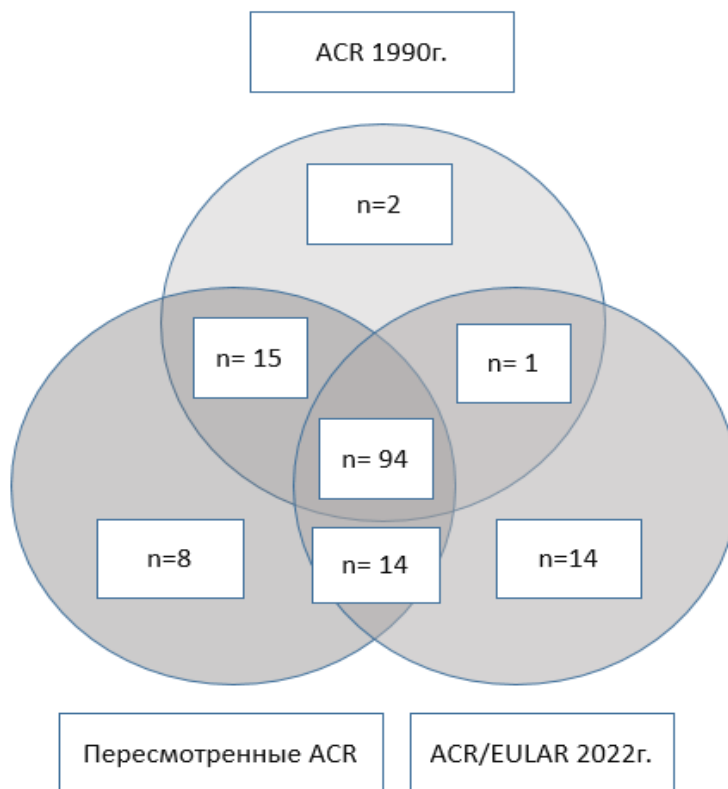 ACR 1990г.
n=2
n= 15
n= 1
n= 94
n=8
n= 14
n=14
Пересмотренные ACR
ACR/EULAR 2022г.